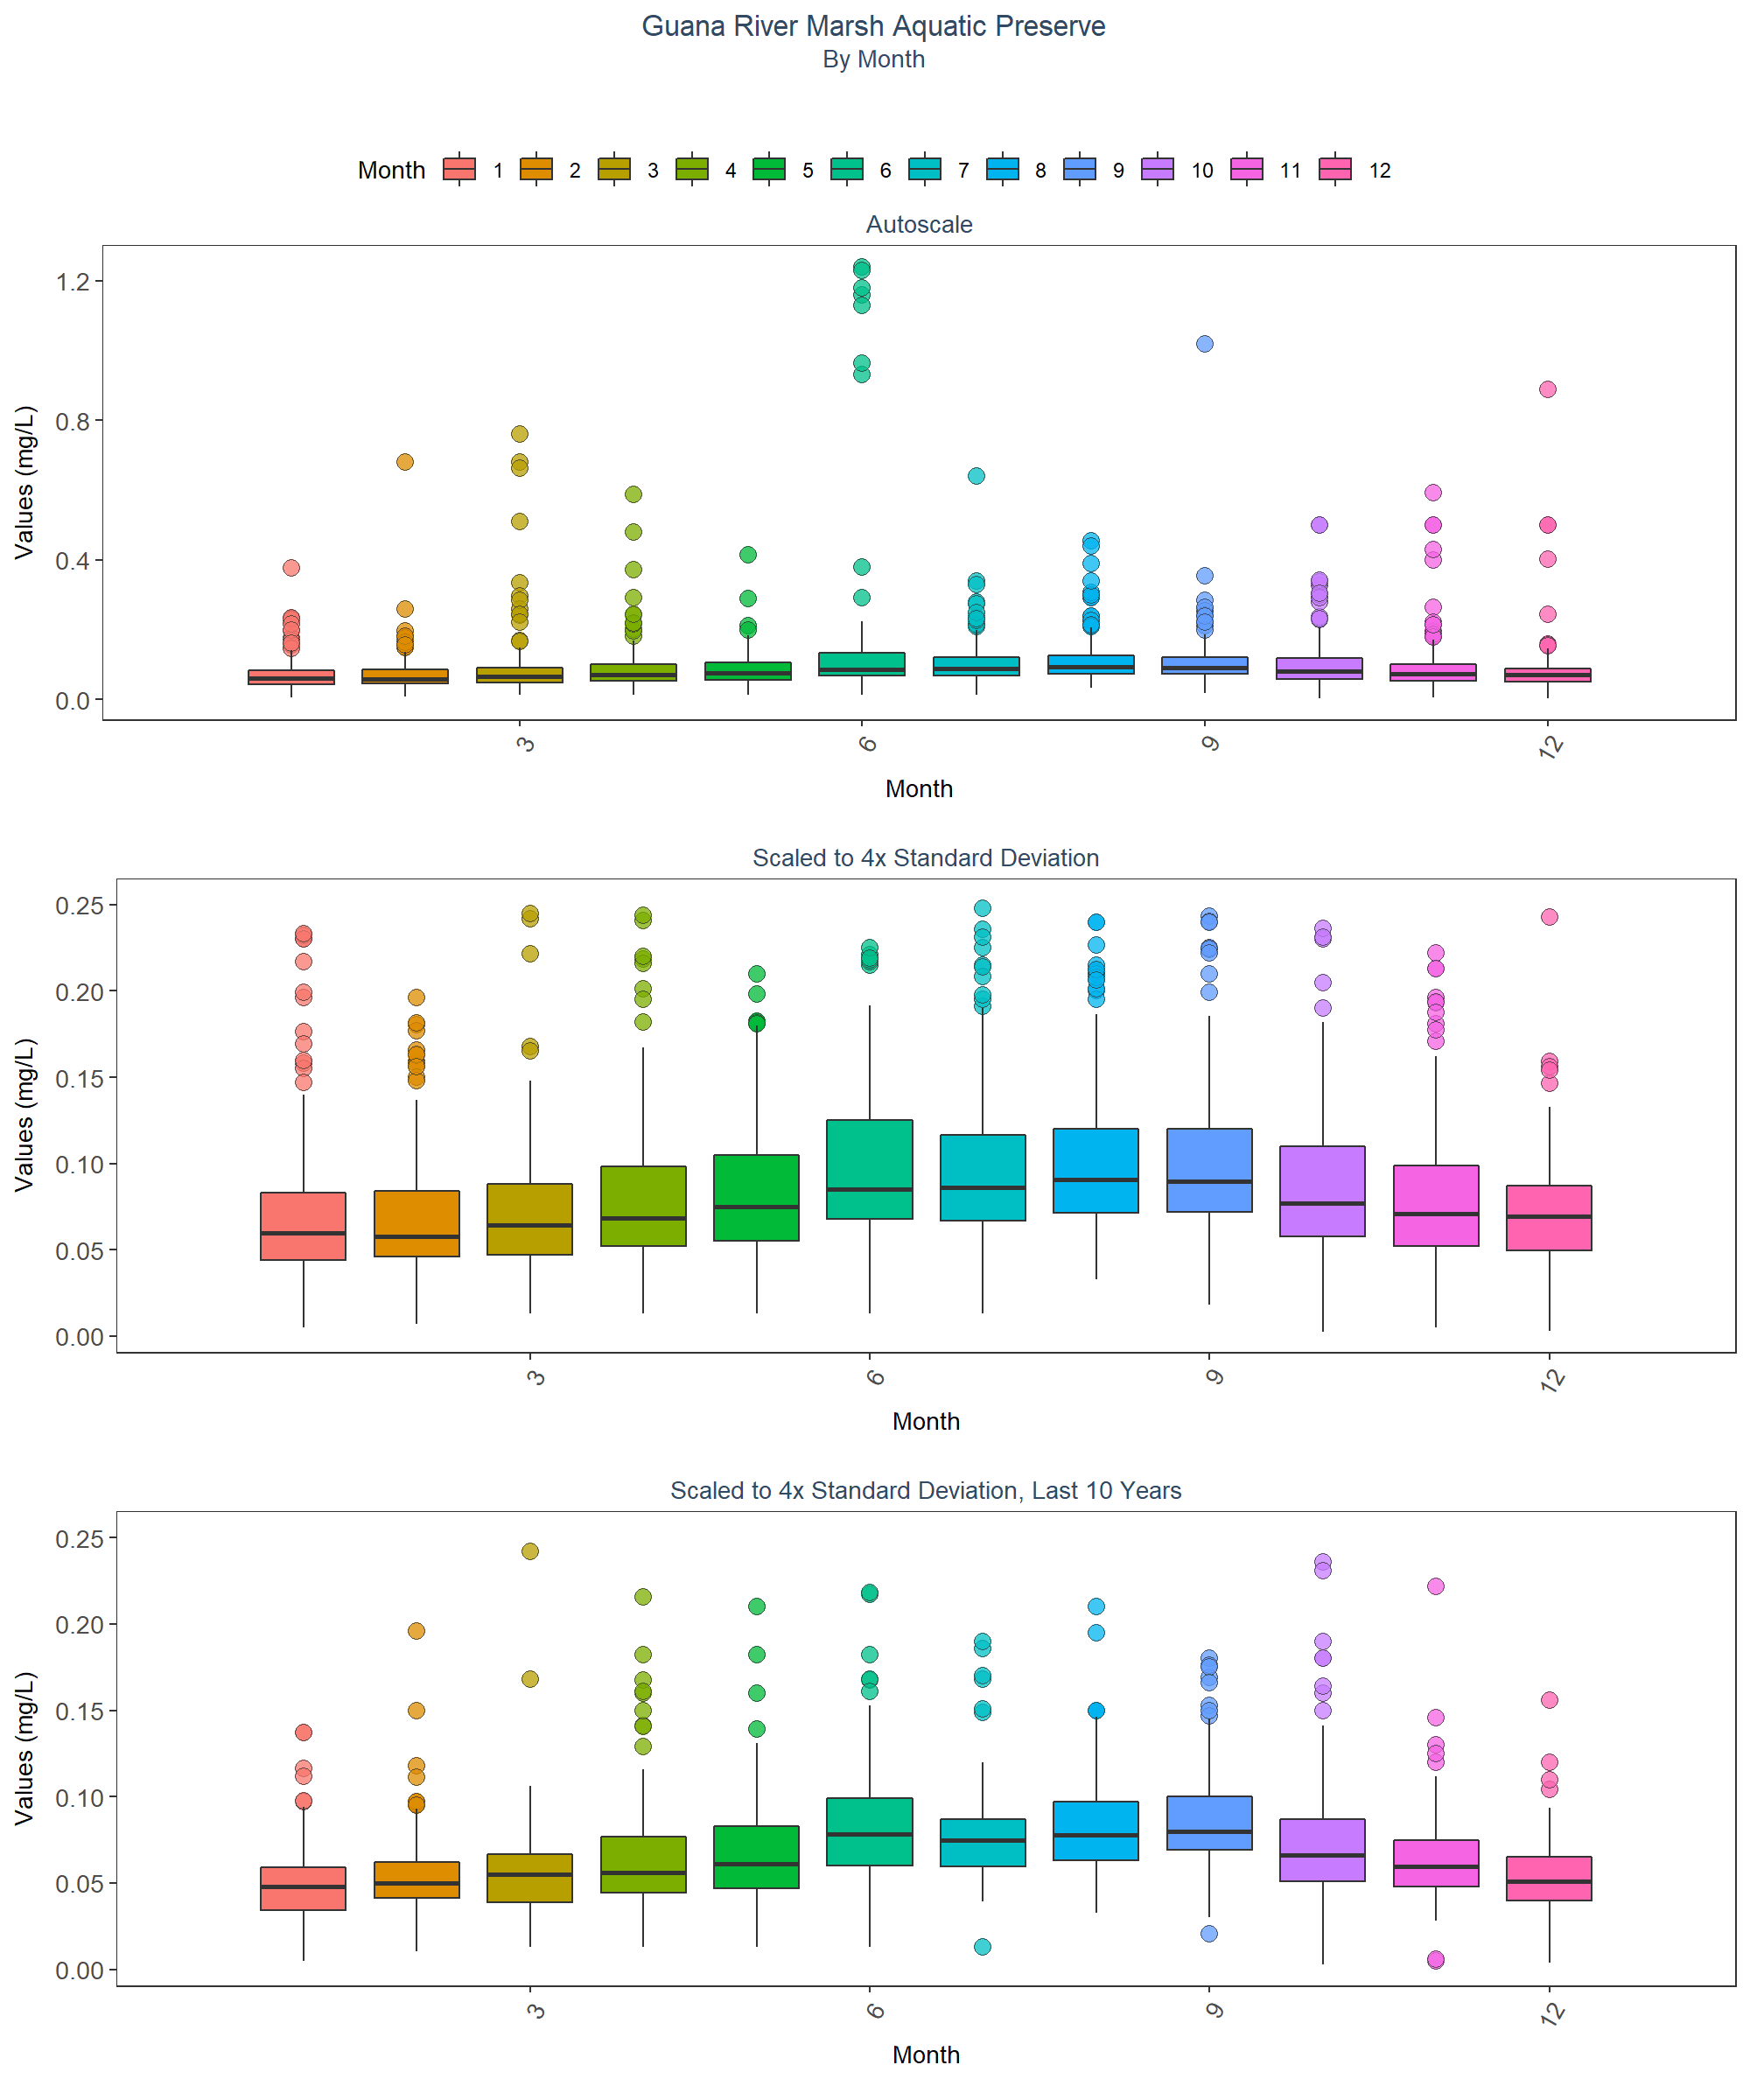 Guana River Marsh Aquatic Preserve
By Month
Month 1 2 3 4 5 6 7 8 9 10 11 12
Autoscale
Values (mg/L)
1.2
0.8
0.4
0.0
3 6 9 12
Month
Scaled to 4x Standard Deviation
Values (mg/L)
0.25
0.20
0.15
0.10
0.05
0.00
3 6 9 12
Month
Scaled to 4x Standard Deviation, Last 10 Years
Values (mg/L)
0.25
0.20
0.15
0.10
0.05
0.00
3 6 9 12
Month